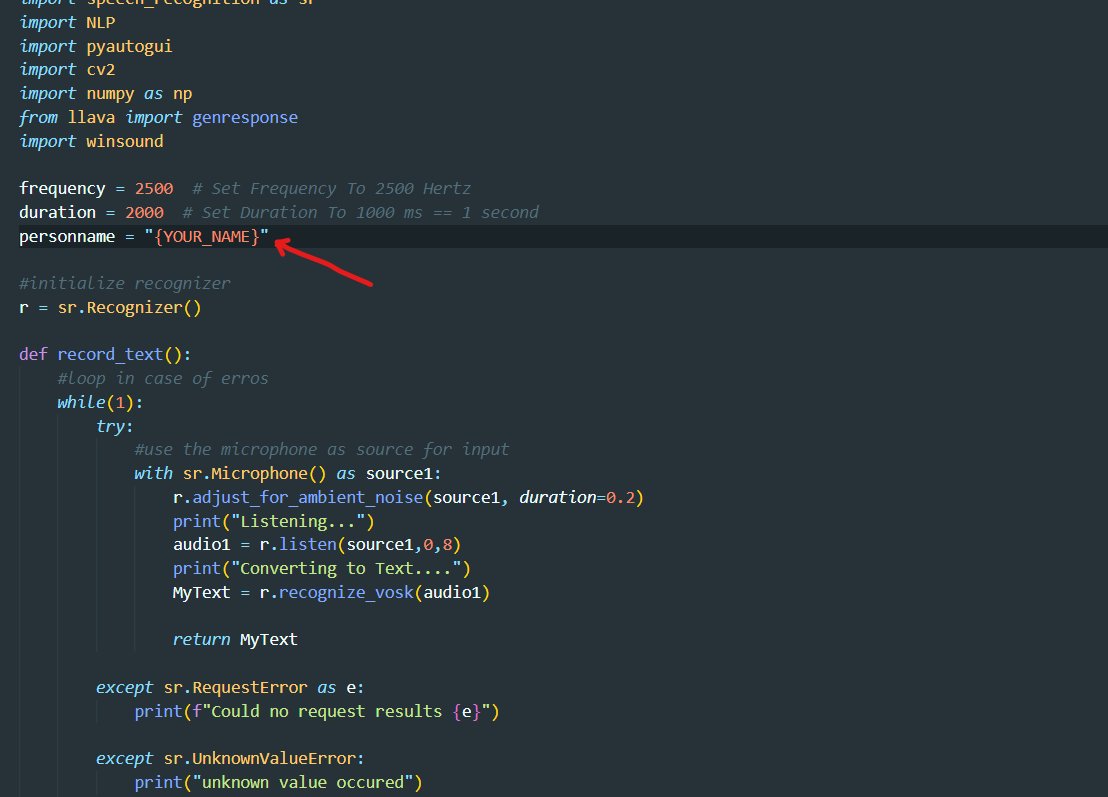 import speech_recognition as sr
import NLP
import pyautogui
import cv2
import numpy as np
from llava import genresponse
import winsound
frequency = 2500  # Set Frequency To 2500 Hertz
duration = 2000  # Set Duration To 1000 ms == 1 second
personname = "{YOUR_NAME}"
#initialize recognizer
r = sr.Recognizer()
def record_text():
    #loop in case of erros
    while(1):
        try:
            #use the microphone as source for input
            with sr.Microphone() as source1:
                r.adjust_for_ambient_noise(source1, duration=0.2)
                print("Listening...")
                audio1 = r.listen(source1,0,8)
                print("Converting to Text....")
                MyText = r.recognize_vosk(audio1)
                return MyText
        except sr.RequestError as e:
            print(f"Could no request results {e}")
        except sr.UnknownValueError:
            print("unknown value occured")